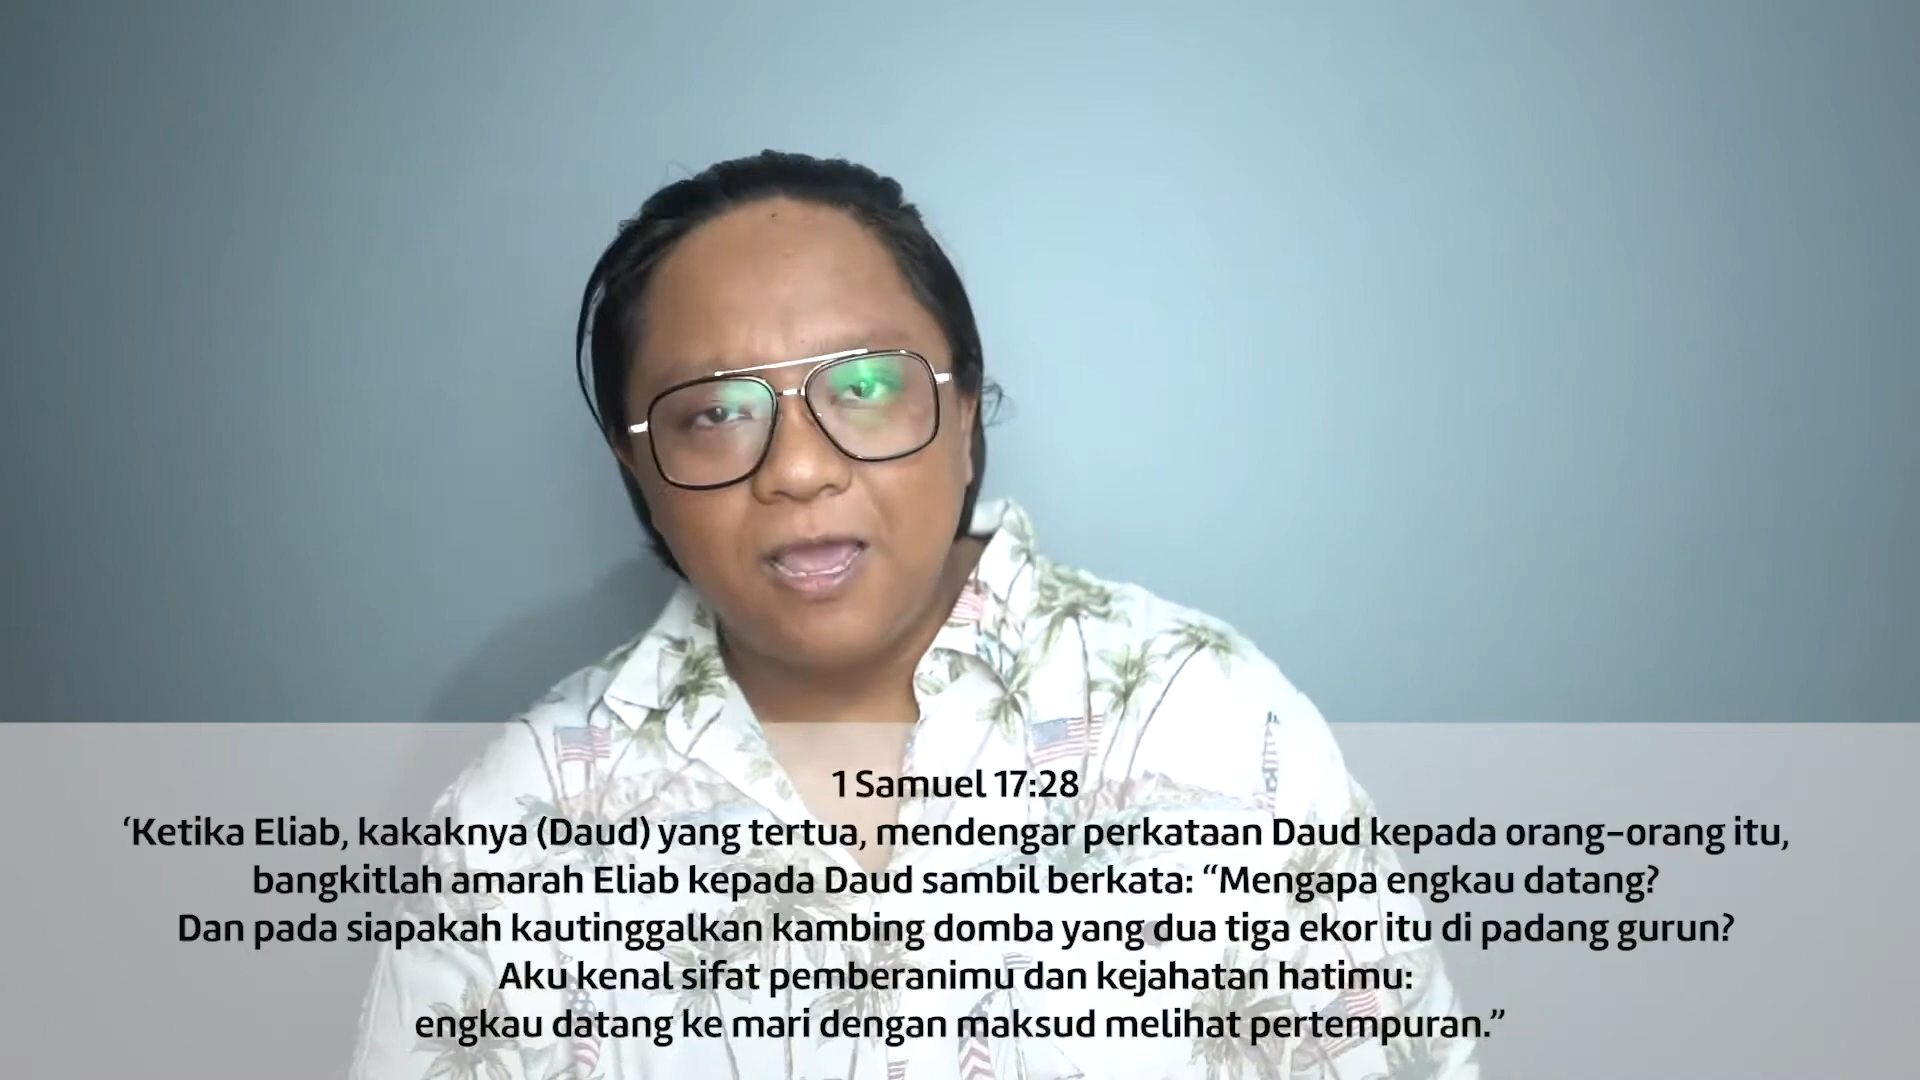 1 Samuel 17:28
‘Ketika Eliab, kakaknya (Daud) yang tertua, mendengar perkataan Daud kepada orang-orang itu,
bangkitlah amarah Eliab kepada Daud sambil berkata: “Mengapa engkau datang?
Dan pada siapakah kautinggalkan kambing domba yang dua tiga ekor itu di padang gurun?
Aku kenal sifat pemberanimu dan kejahatan hatimu:
engkau datang ke mari dengan maksud melihat pertempuran.”